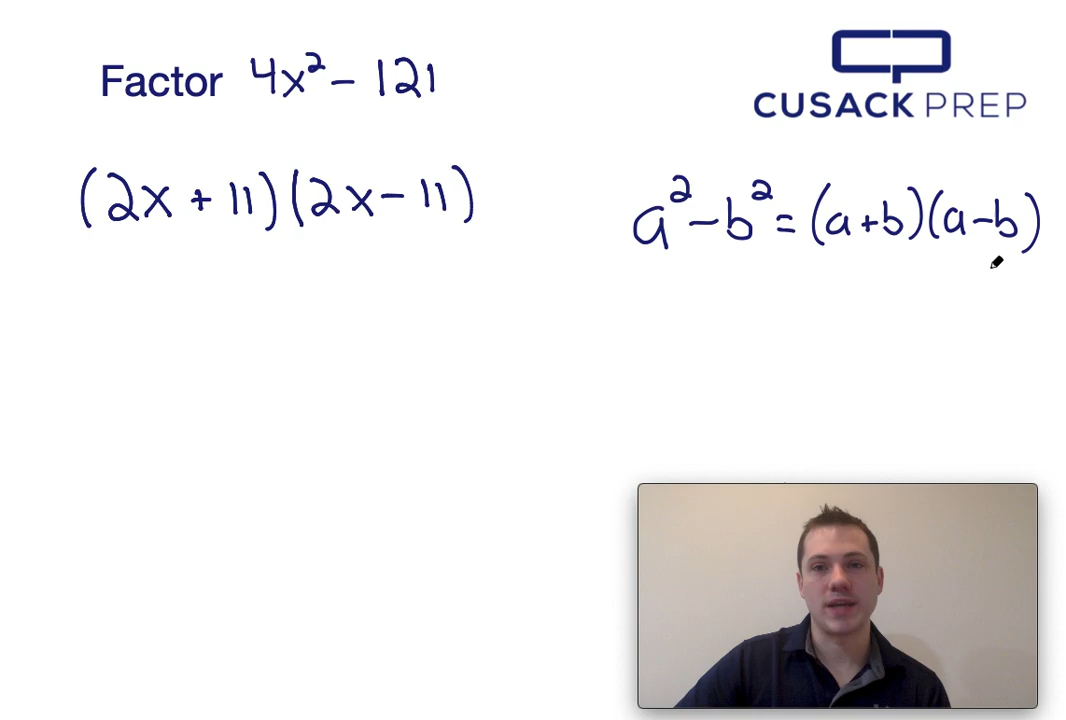 Factor 4x² - 121
CUSACK PREP
(2x + 11)(2x - 11)
a² - b² = (a+b)(a-b)